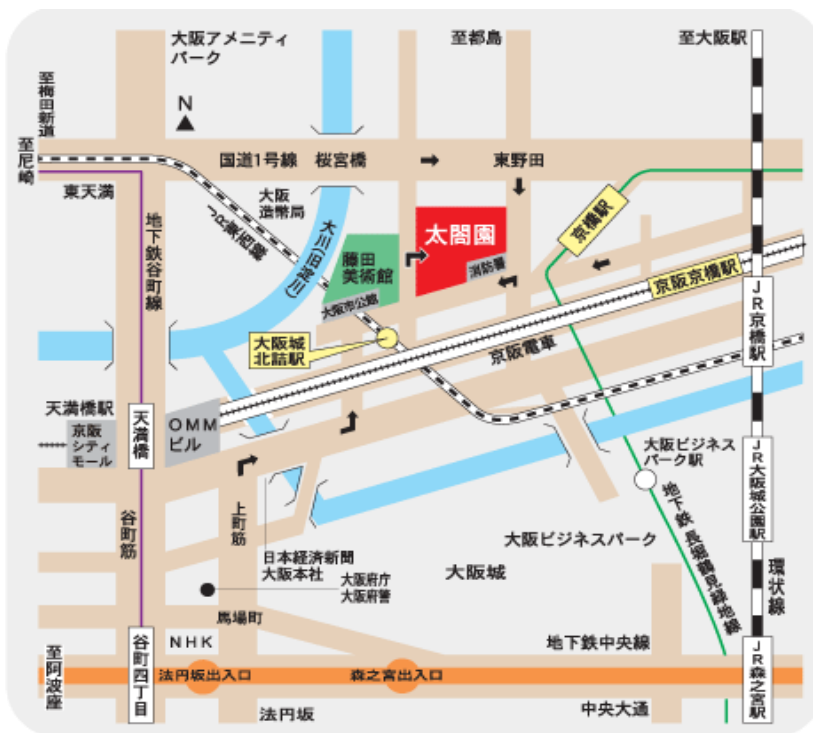 大阪アメニティ
パーク
至都島
至大阪駅
至梅田新道
N
至尼崎
国道1号線
桜宮橋
東野田
東天満
大阪
造幣局
JR東西線
大川(旧淀川)
地下鉄谷町線
藤田
美術館
太閤園
消防署
京橋駅
大阪市公館
京阪京橋駅
JR京橋駅
大阪城
北詰駅
京阪電車
天満橋駅
京阪
シティ
モール
天満橋
OMM
ビル
大阪ビジネス
パーク駅
JR大阪城公園駅
地下鉄 長堀鶴見緑地線
谷町筋
上町筋
大阪ビジネスパーク
日本経済新聞
大阪本社
大阪府庁
大阪府警
大阪城
環状線
馬場町
NHK
地下鉄中央線
至阿波座
谷町四丁目
法円坂出入口
森之宮出入口
JR森之宮駅
法円坂
中央大通